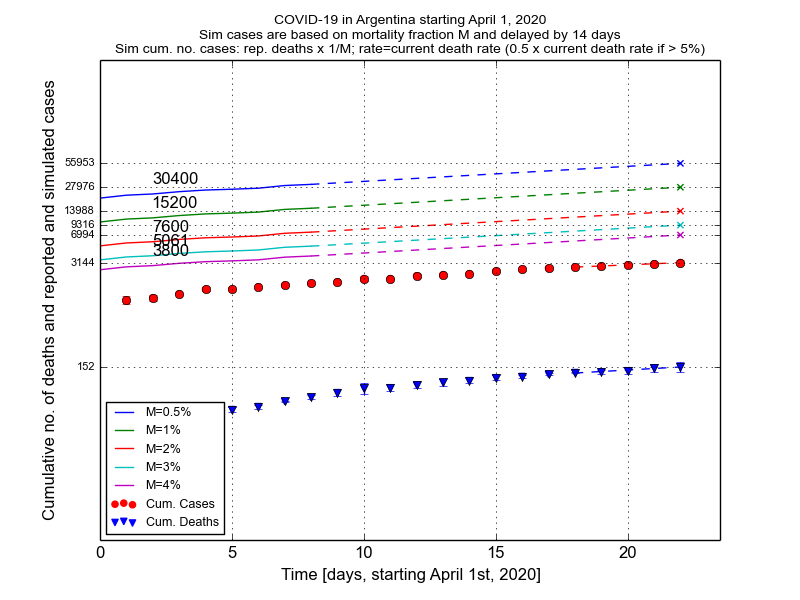 COVID-19 in Argentina starting April 1, 2020
Sim cases are based on mortality fraction M and delayed by 14 days
Sim cum. no. cases: rep. deaths x 1/M; rate=current death rate (0.5 x current death rate if > 5%)
Cumulative no. of deaths and reported and simulated cases
55953
27976
13988
9316
6994
3144
152
30400
15200
7600
5061
3800
M=0.5%
M=1%
M=2%
M=3%
M=4%
Cum. Cases
Cum. Deaths
0 5 10 15 20
Time [days, starting April 1st, 2020]